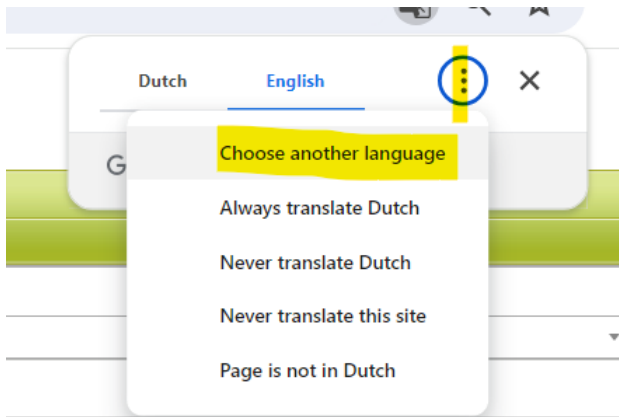 Dutch English
G
Choose another language
Always translate Dutch
Never translate Dutch
Never translate this site
Page is not in Dutch